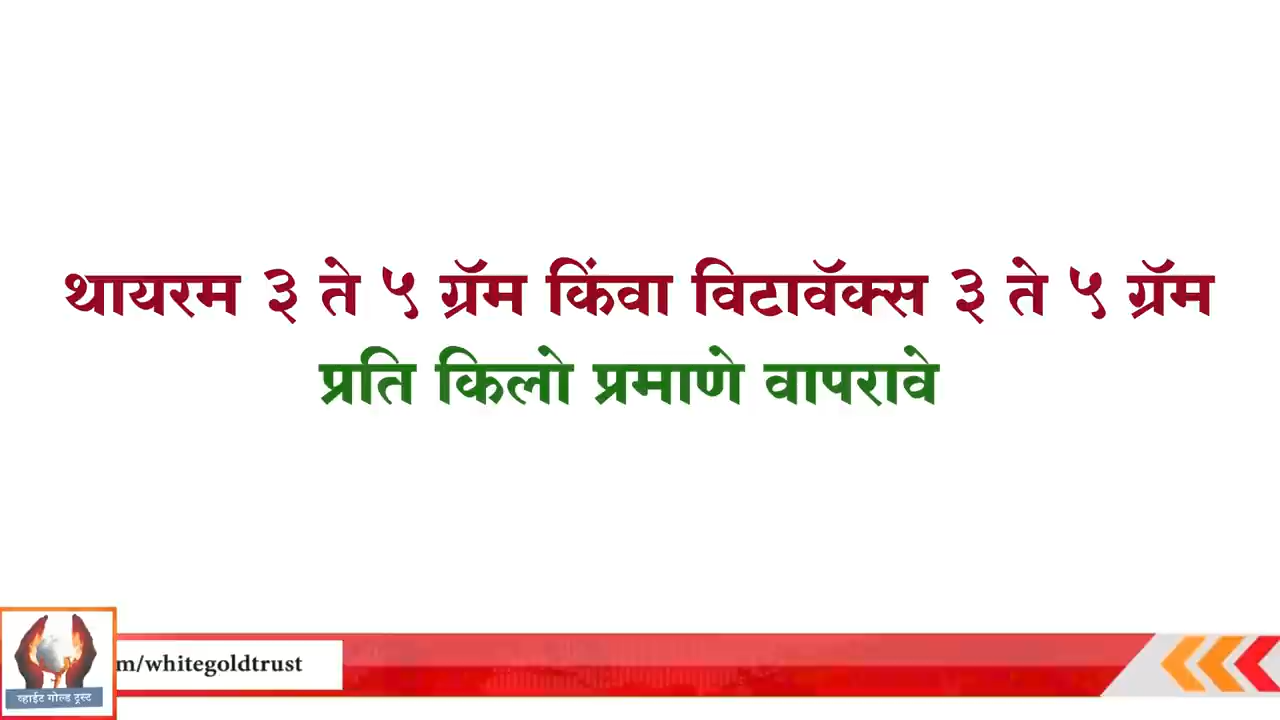 थायरम ३ ते ५ ग्रॅम किंवा विटावॅक्स ३ ते ५ ग्रॅम
प्रति किलो प्रमाणे वापरावे
m/whitegoldtrust
व्हाईट गोल्ड ट्रस्ट